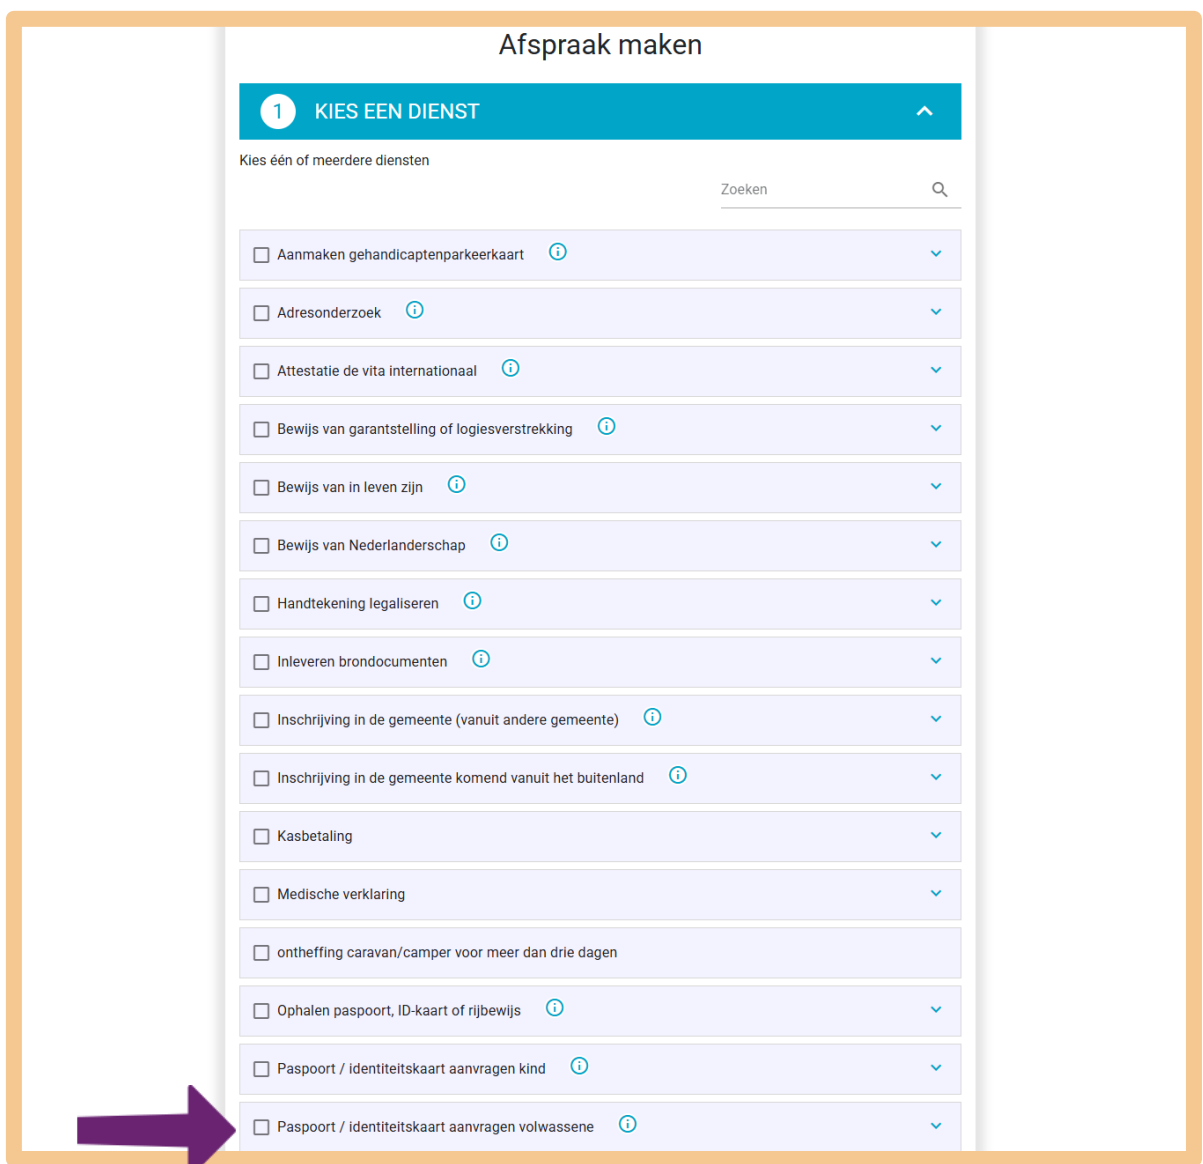 Afspraak maken
1 KIES EEN DIENST
Kies één of meerdere diensten
Zoeken
Aanmaken gehandicaptenparkeerkaart
Adresonderzoek
Attestatie de vita internationaal
Bewijs van garantstelling of logiesverstrekking
Bewijs van in leven zijn
Bewijs van Nederlanderschap
Handtekening legaliseren
Inleveren brondocumenten
Inschrijving in de gemeente (vanuit andere gemeente)
Inschrijving in de gemeente komend vanuit het buitenland
Kasbetaling
Medische verklaring
ontheffing caravan/camper voor meer dan drie dagen
Ophalen paspoort, ID-kaart of rijbewijs
Paspoort / identiteitskaart aanvragen kind
Paspoort / identiteitskaart aanvragen volwassene